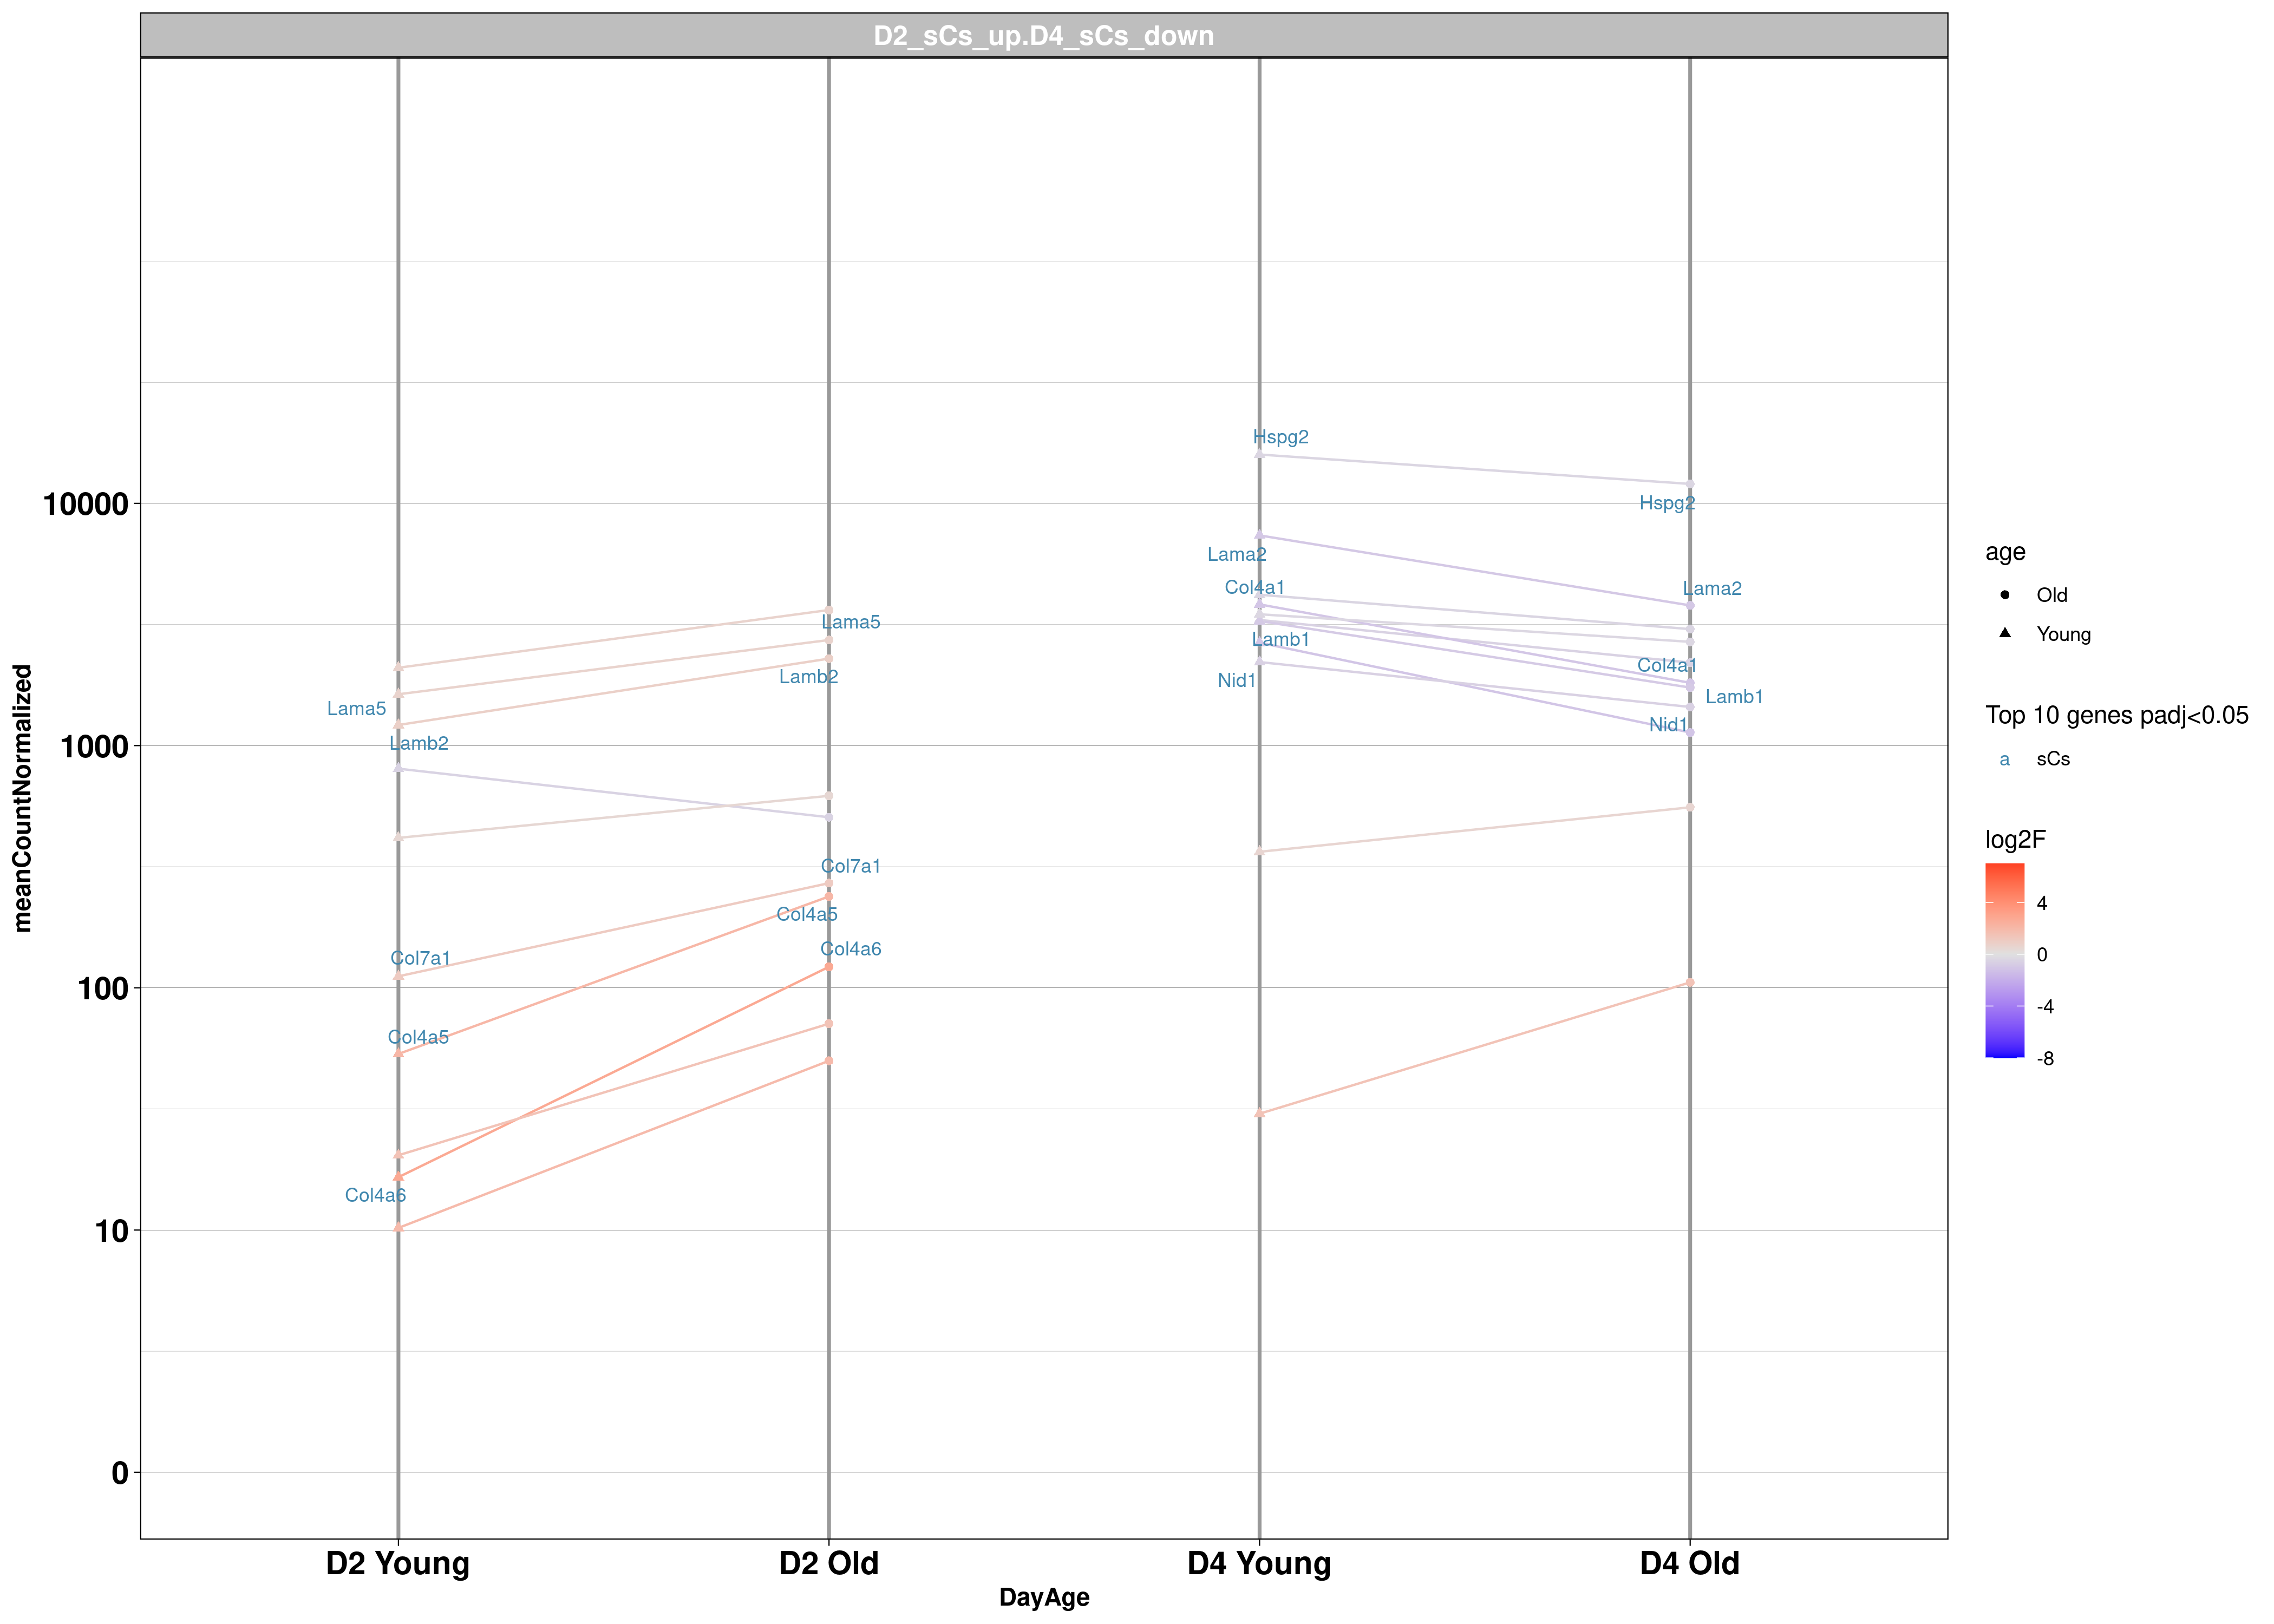 D2_sCs_up.D4_sCs_down
meanCountNormalized
10000
1000
100
10
0
Hspg2
Hspg2
Lama2
Col4a1
Lama2
Lama5
Lamb1
Lamb2
Col4a1
Nid1
Lamb1
Lama5
Nid1
Lamb2
Col7a1
Col4a5
Col4a6
Col7a1
Col4a5
Col4a6
D2 Young
D2 Old
D4 Young
D4 Old
DayAge
age
Old
Young
Top 10 genes padj<0.05
a sCs
log2F
4
0
-4
-8